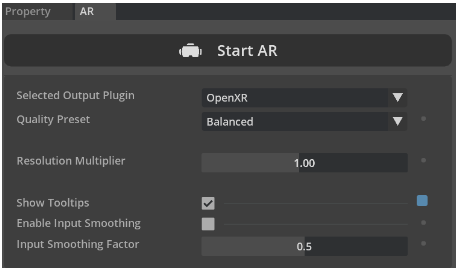 Property AR
Start AR
Selected Output Plugin OpenXR
Quality Preset Balanced
Resolution Multiplier 1.00
Show Tooltips
Enable Input Smoothing
Input Smoothing Factor 0.5